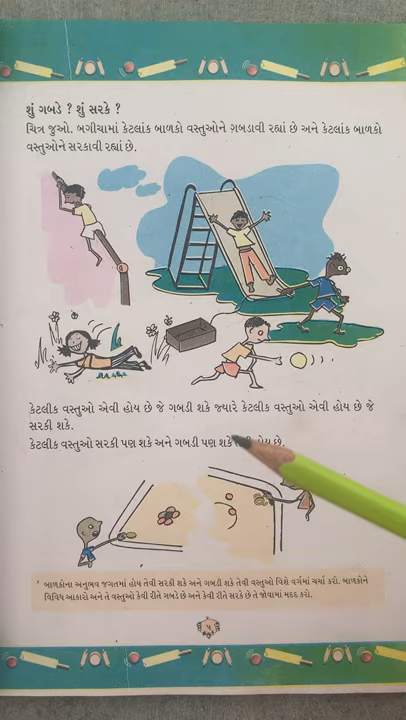 શું ગબડે ? શું સરકે ?
ચિત્ર જુઓ. બગીચામાં કેટલાંક બાળકો વસ્તુઓને ગબડાવી રહ્યાં છે અને કેટલાંક બાળકો
વસ્તુઓને સરકાવી રહ્યાં છે.
કેટલીક વસ્તુઓ એવી હોય છે જે ગબડી શકે જ્યારે કેટલીક વસ્તુઓ એવી હોય છે જે
સરકી શકે.
કેટલીક વસ્તુઓ સરકી પણ શકે અને ગબડી પણ શકે હોય છે.
* બાળકોના અનુભવ જગતમાં હોય તેવી સરકી શકે અને ગબડી શકે તેવી વસ્તુઓ વિશે વર્ગમાં ચર્ચા કરો. બાળકોને
વિવિધ આકારો અને તે વસ્તુઓ કેવી રીતે ગબડે છે અને કેવી રીતે સરકે છે તે જોવામાં મદદ કરો.
૫